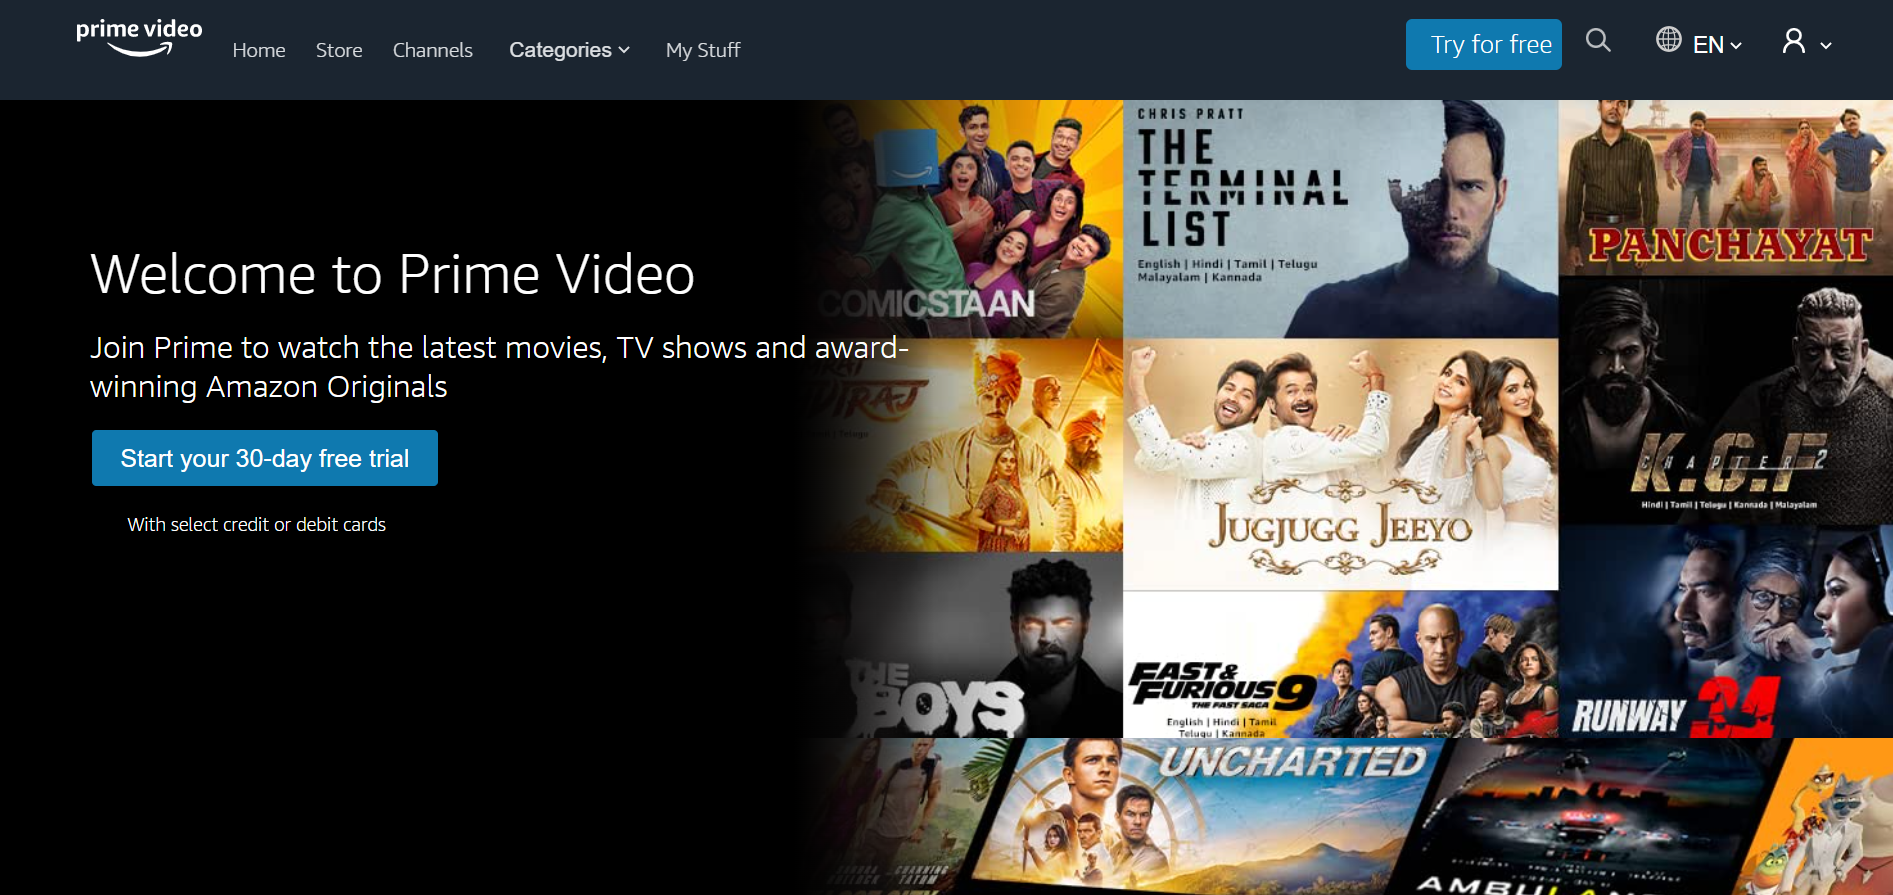 prime video
Home
Store
Channels
Categories
My Stuff
Try for free
EN
Welcome to Prime Video
Join Prime to watch the latest movies, TV shows and award-
winning Amazon Originals
Start your 30-day free trial
With select credit or debit cards
COMICSTAAN
CHRIS PRATT
THE
TERMINAL
LIST
English | Hindi | Tamil | Telugu
Malayalam | Kannada
PANCHAYAT
Telugu
JUGJUGG JEEYO
K.G.F
CHAPTER 2
Hindi | Tamil | Telugu | Kannada | Malayalam
THE
BOYS
FAST &
FURIOUS 9
THE FAST SAGA
English | Hindi | Tamil
Telugu | Kannada
RUNWAY 34
UNCHARTED
CHANNING
TATUM
AMBULANC